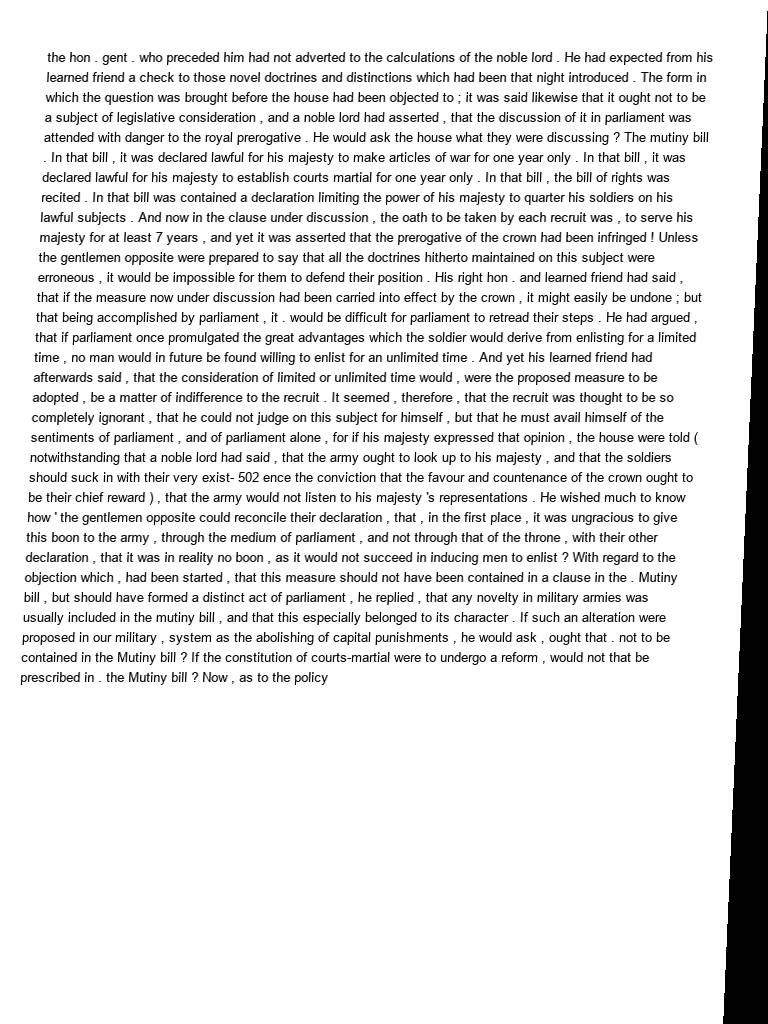 the hon . gent . who preceded him had not adverted to the calculations of the noble lord . He had expected from his
learned friend a check to those novel doctrines and distinctions which had been that night introduced . The form in
which the question was brought before the house had been objected to ; it was said likewise that it ought not to be
a subject of legislative consideration , and a noble lord had asserted , that the discussion of it in parliament was
attended with danger to the royal prerogative . He would ask the house what they were discussing ? The mutiny bill
. In that bill , it was declared lawful for his majesty to make articles of war for one year only . In that bill , it was
declared lawful for his majesty to establish courts martial for one year only . In that bill , the bill of rights was
recited . In that bill was contained a declaration limiting the power of his majesty to quarter his soldiers on his
lawful subjects . And now in the clause under discussion , the oath to be taken by each recruit was , to serve his
majesty for at least 7 years , and yet it was asserted that the prerogative of the crown had been infringed ! Unless
the gentlemen opposite were prepared to say that all the doctrines hitherto maintained on this subject were
erroneous , it would be impossible for them to defend their position . His right hon . and learned friend had said ,
that if the measure now under discussion had been carried into effect by the crown , it might easily be undone ; but
that being accomplished by parliament , it . would be difficult for parliament to retread their steps . He had argued ,
that if parliament once promulgated the great advantages which the soldier would derive from enlisting for a limited
time , no man would in future be found willing to enlist for an unlimited time . And yet his learned friend had
afterwards said , that the consideration of limited or unlimited time would , were the proposed measure to be
adopted , be a matter of indifference to the recruit . It seemed , therefore , that the recruit was thought to be so
completely ignorant , that he could not judge on this subject for himself , but that he must avail himself of the
sentiments of parliament , and of parliament alone , for if his majesty expressed that opinion , the house were told (
notwithstanding that a noble lord had said , that the army ought to look up to his majesty , and that the soldiers
should suck in with their very exist- 502 ence the conviction that the favour and countenance of the crown ought to
be their chief reward ) , that the army would not listen to his majesty 's representations . He wished much to know
how ' the gentlemen opposite could reconcile their declaration , that , in the first place , it was ungracious to give
this boon to the army , through the medium of parliament , and not through that of the throne , with their other
declaration , that it was in reality no boon , as it would not succeed in inducing men to enlist ? With regard to the
objection which , had been started , that this measure should not have been contained in a clause in the . Mutiny
bill , but should have formed a distinct act of parliament , he replied , that any novelty in military armies was
usually included in the mutiny bill , and that this especially belonged to its character . If such an alteration were
proposed in our military , system as the abolishing of capital punishments , he would ask , ought that . not to be
contained in the Mutiny bill ? If the constitution of courts-martial were to undergo a reform , would not that be
prescribed in . the Mutiny bill ? Now , as to the policy